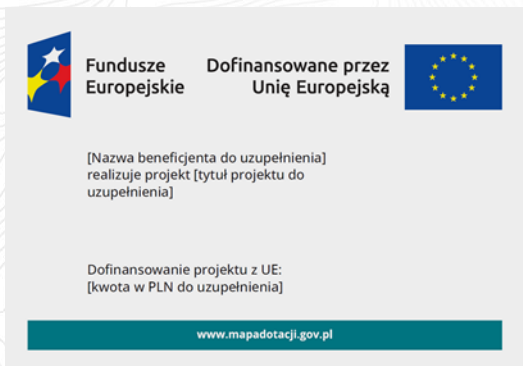 Fundusze Europejskie
Dofinansowane przez Unię Europejską
[Nazwa beneficjenta do uzupełnienia]
realizuje projekt [tytuł projektu do
uzupełnienia]
Dofinansowanie projektu z UE:
[kwota w PLN do uzupełnienia]
www.mapadotacji.gov.pl